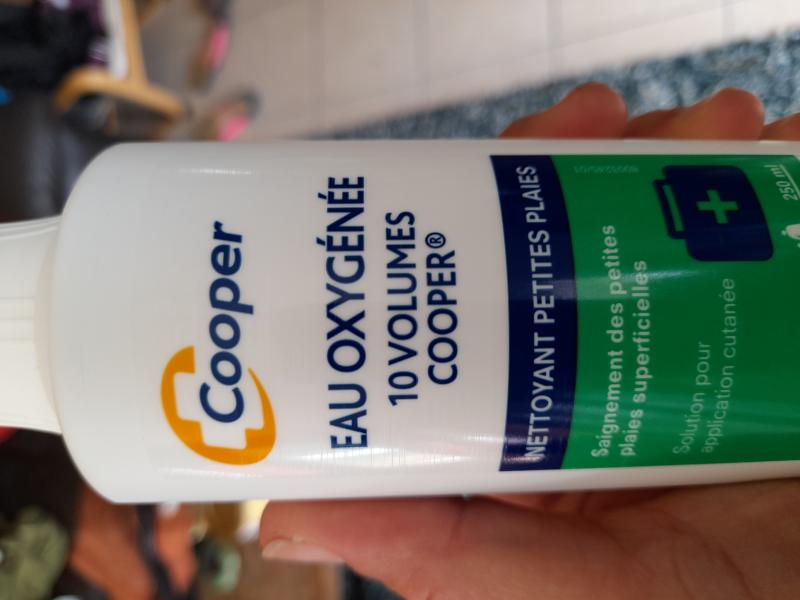 Cooper
EAU OXYGÉNÉE
10 VOLUMES
COOPER®
NETTOYANT PETITES PLAIES
Saignement des petites
plaies superficielles
Solution pour
application cutanée
250 ml